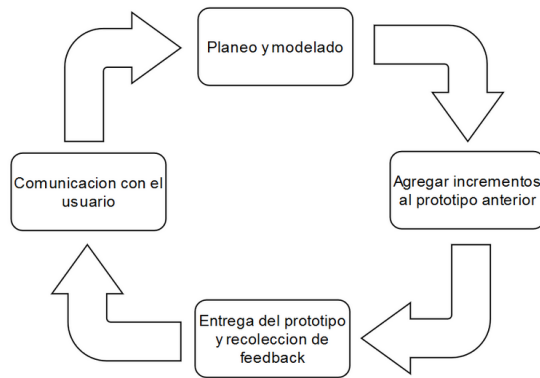 Planeo y modelado
Comunicacion con el
usuario
Agregar incrementos
al prototipo anterior
Entrega del prototipo
y recoleccion de
feedback